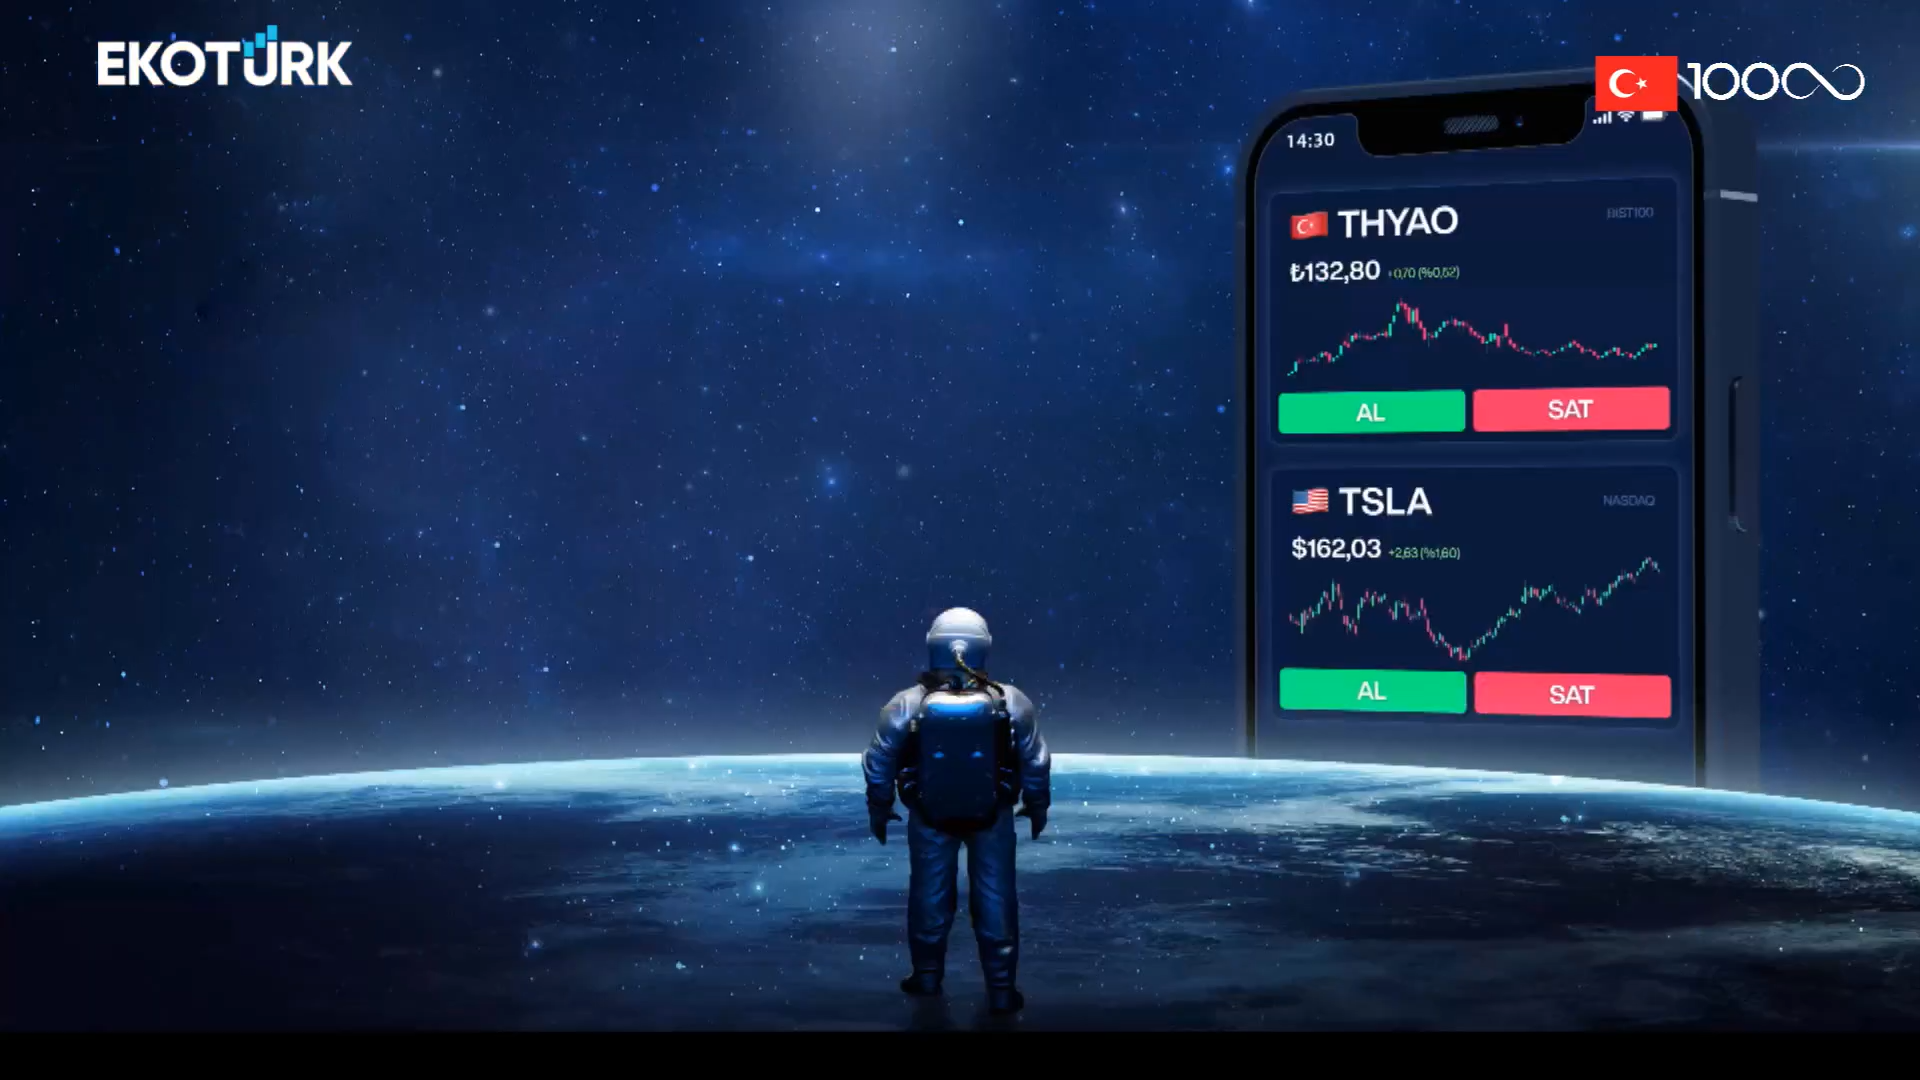 EKOTÜRK
100
14:30
THYAO
BIST100
₺132,80 +0,70 (%0,52)
AL
SAT
TSLA
NASDAQ
$162,03 +2,63 (%1,60)
AL
SAT